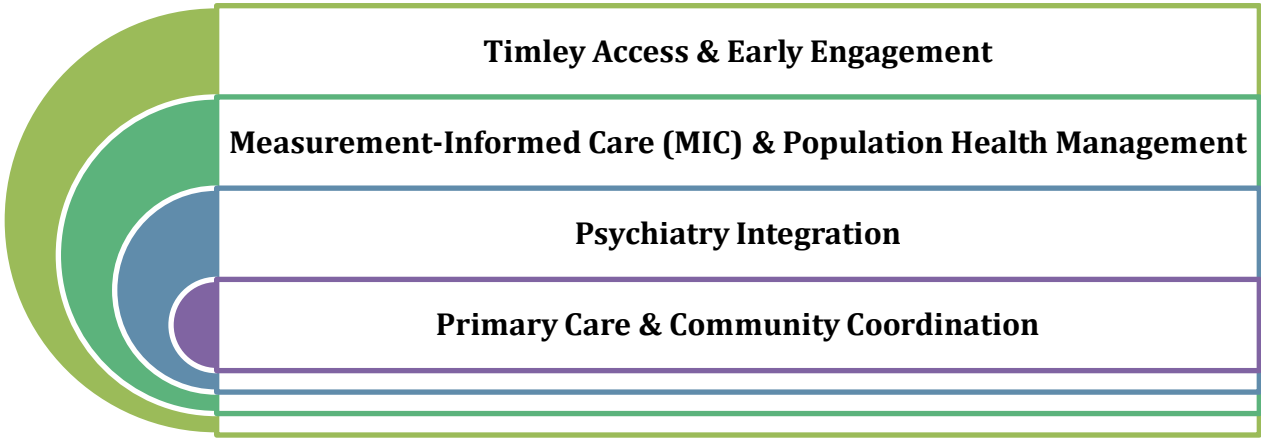 Timley Access & Early Engagement
Measurement-Informed Care (MIC) & Population Health Management
Psychiatry Integration
Primary Care & Community Coordination